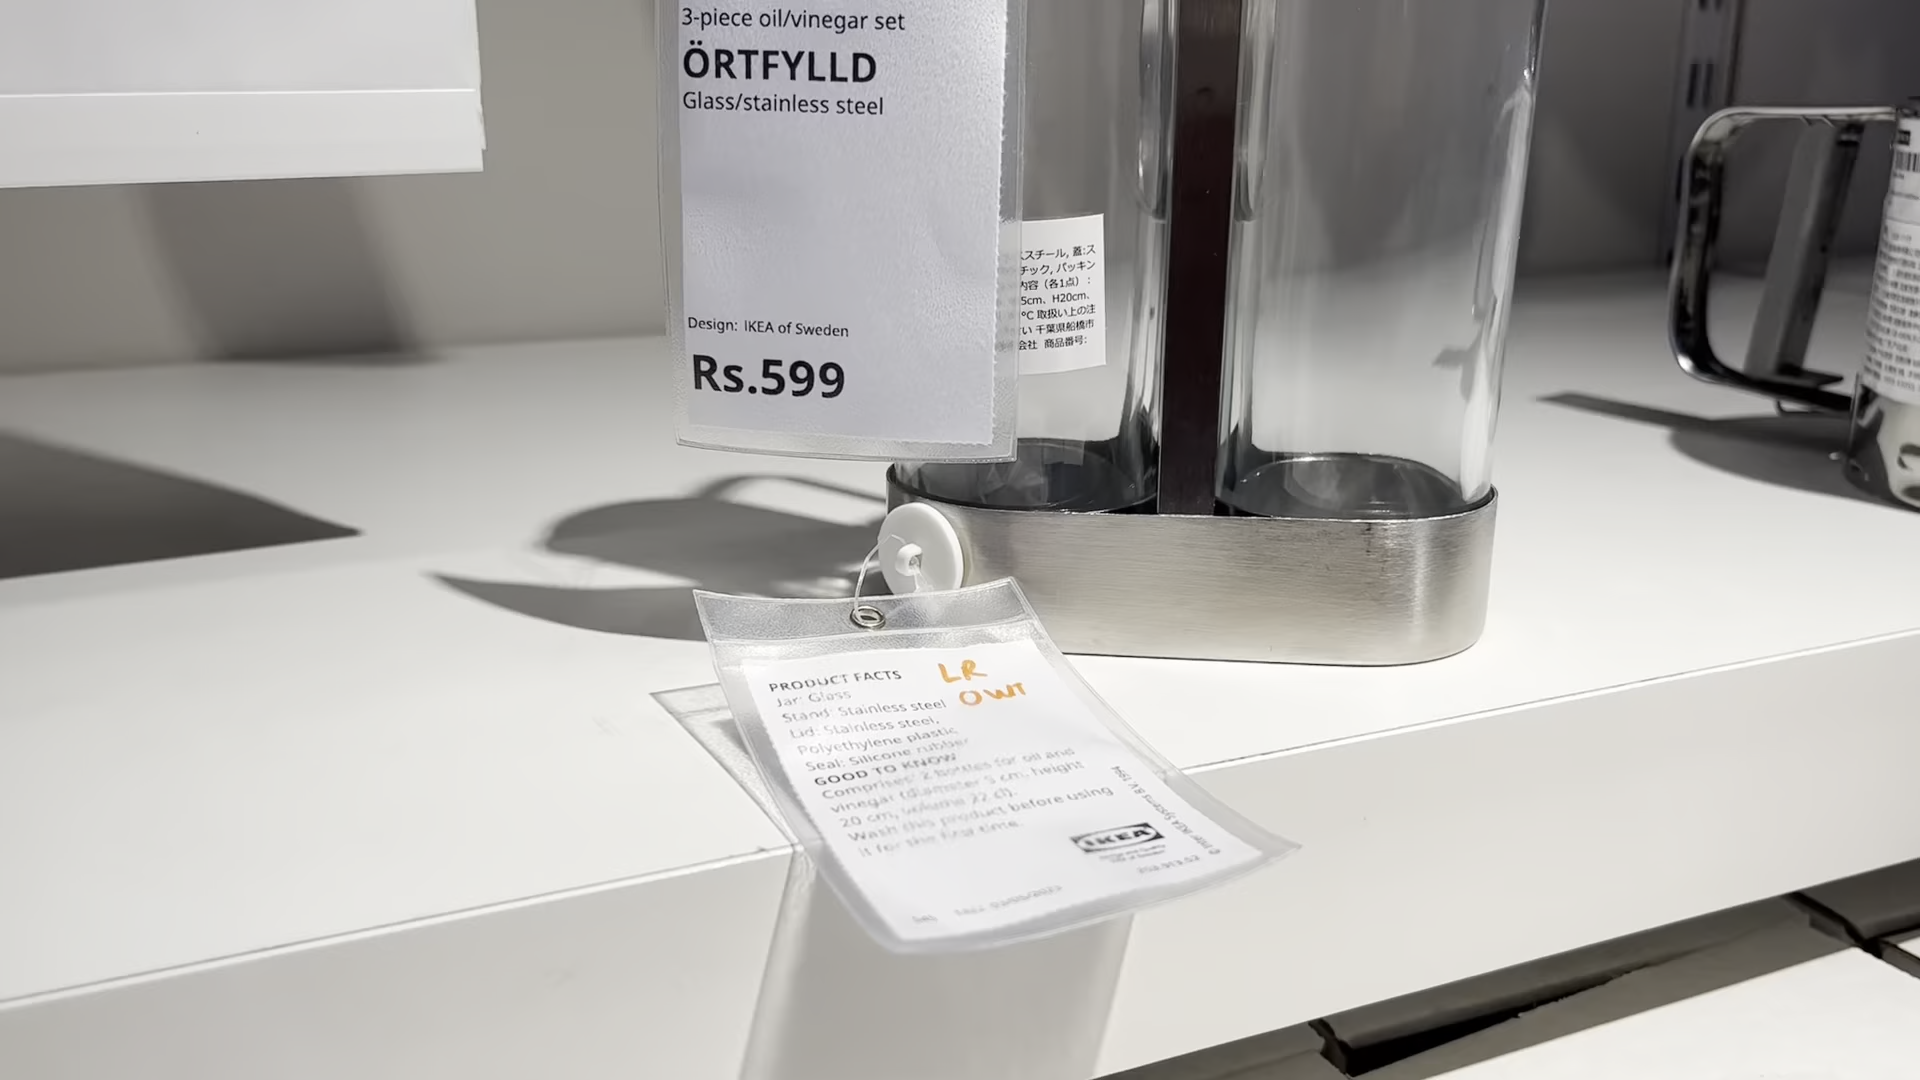 3-piece oil/vinegar set
ÖRTFYLLD
Glass/stainless steel
Design: IKEA of Sweden
Rs.599
スチール, 蓋:ス
チック, パッキン
内容（各1点）:
5cm、H20cm、
℃ 取扱い上の注
い 千葉県船橋市
会社 商品番号:
LR
OWT
PRODUCT FACTS
Jar: Glass
Stand: Stainless steel
Lid: Stainless steel,
Polyethylene plastic
Seal: Silicone rubber
GOOD TO KNOW
Comprises: 2 bottles for oil and
vinegar (diameter 5 cm, height
20 cm, volume 22 cl).
Wash this product before using
it for the first time.
© Inter IKEA Systems B.V. 1994
IKEA